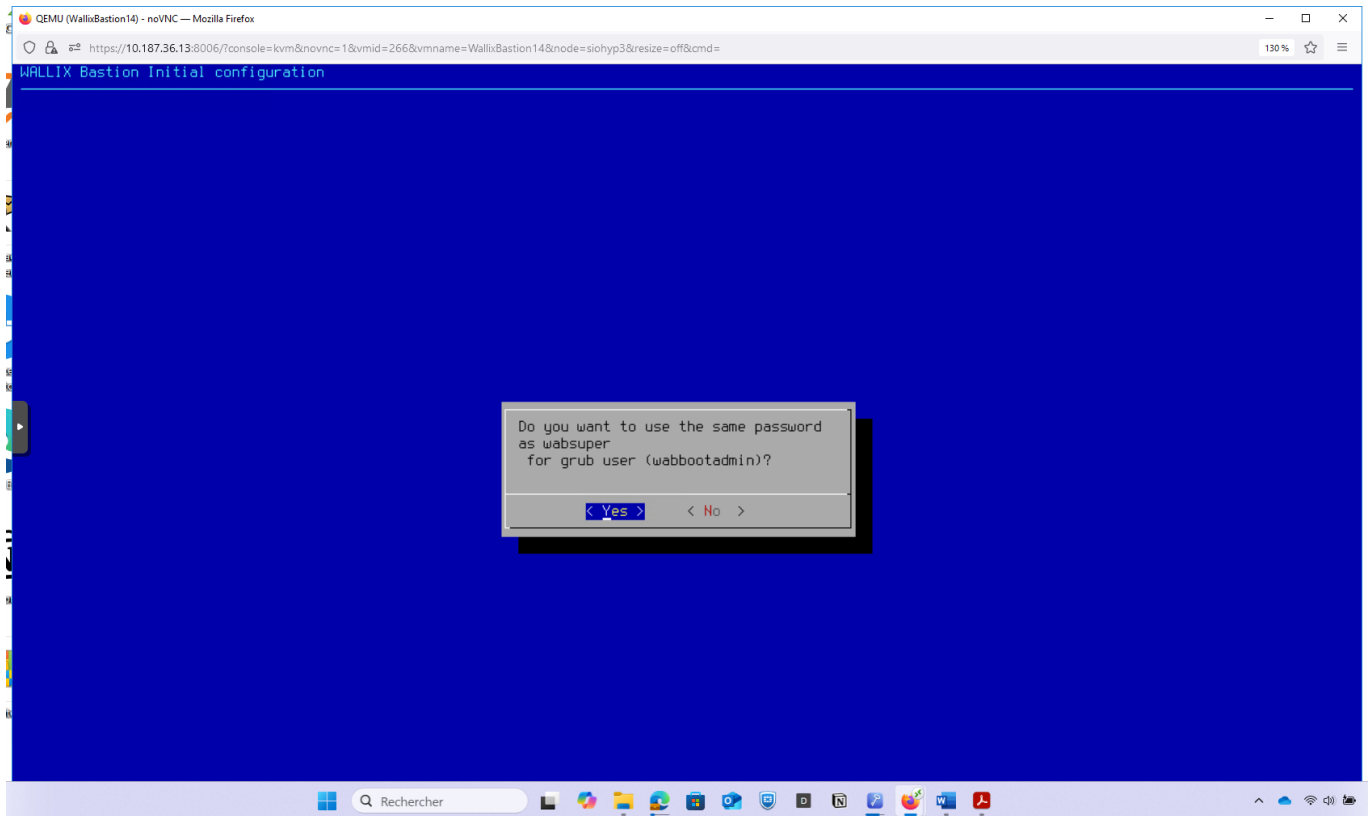 QEMU (WallixBastion14) - noVNC — Mozilla Firefox
https://10.187.36.13:8006/?console=kvm&novnc=1&vmid=266&vmname=WallixBastion14&node=siohyp3&resize=off&cmd=
130 %
WALLIX Bastion Initial configuration
Do you want to use the same password
as wabsuper
for grub user (wabbootadmin)?
< Yes > < No >
Rechercher